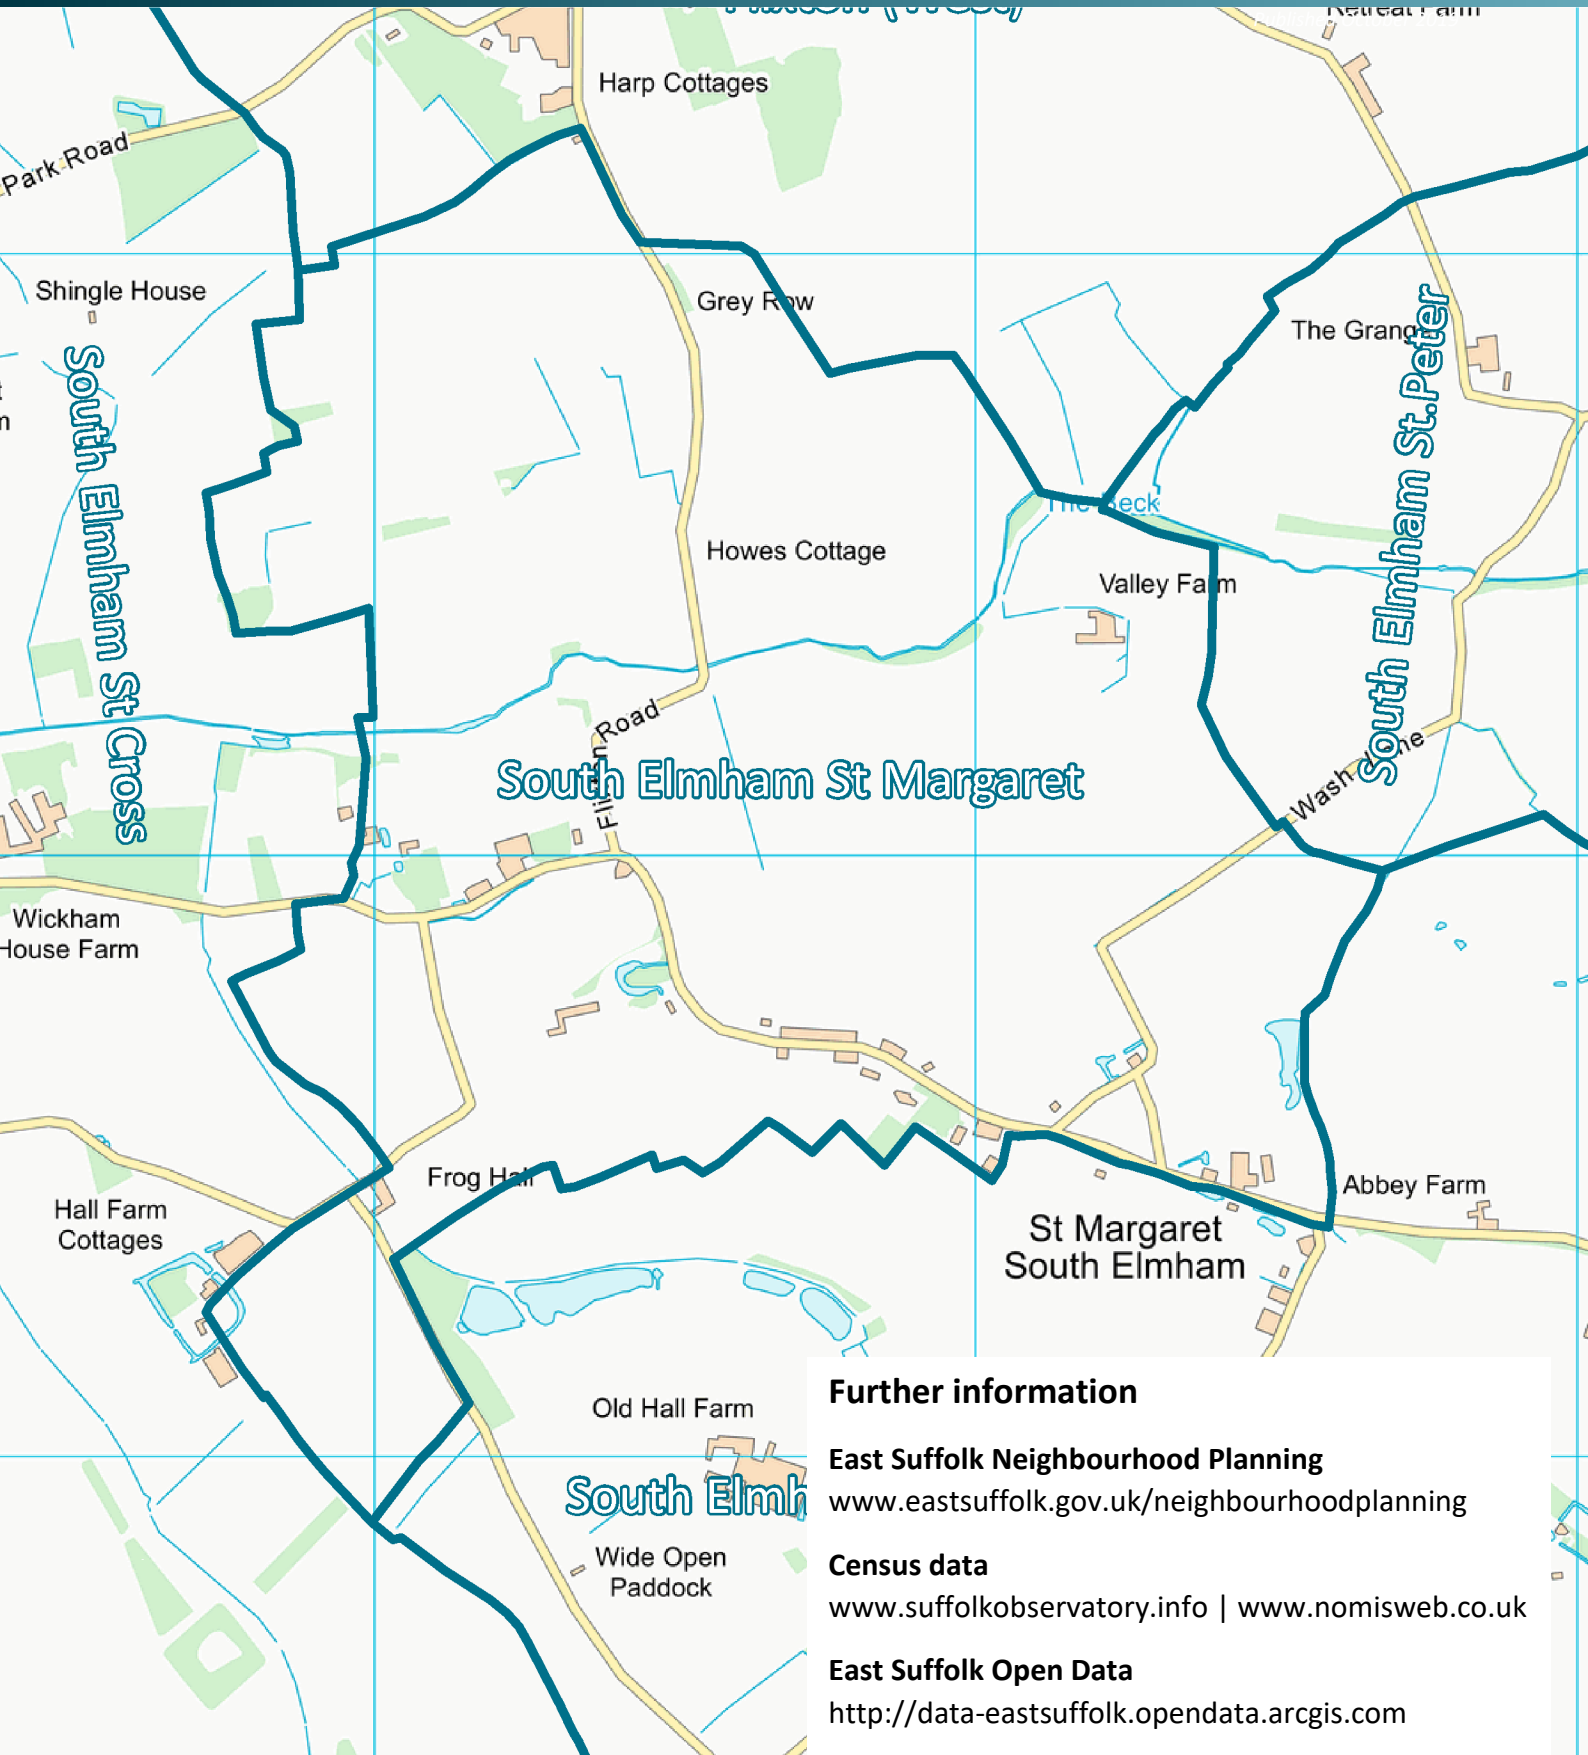 Harp Cottages
Park Road
Shingle House
Grey Row
The Grang
South Elmham St.Peter
South Elmham St Cross
The Beck
Howes Cottage
Valley Farm
Flixton Road
South Elmham St Margaret
Wash Lane
Wickham
House Farm
Frog Hall
Hall Farm
Cottages
Abbey Farm
St Margaret
South Elmham
Old Hall Farm
South Elmh
Wide Open
Paddock
Further information
East Suffolk Neighbourhood Planning
www.eastsuffolk.gov.uk/neighbourhoodplanning
Census data
www.suffolkobservatory.info | www.nomisweb.co.uk
East Suffolk Open Data
http://data-eastsuffolk.opendata.arcgis.com